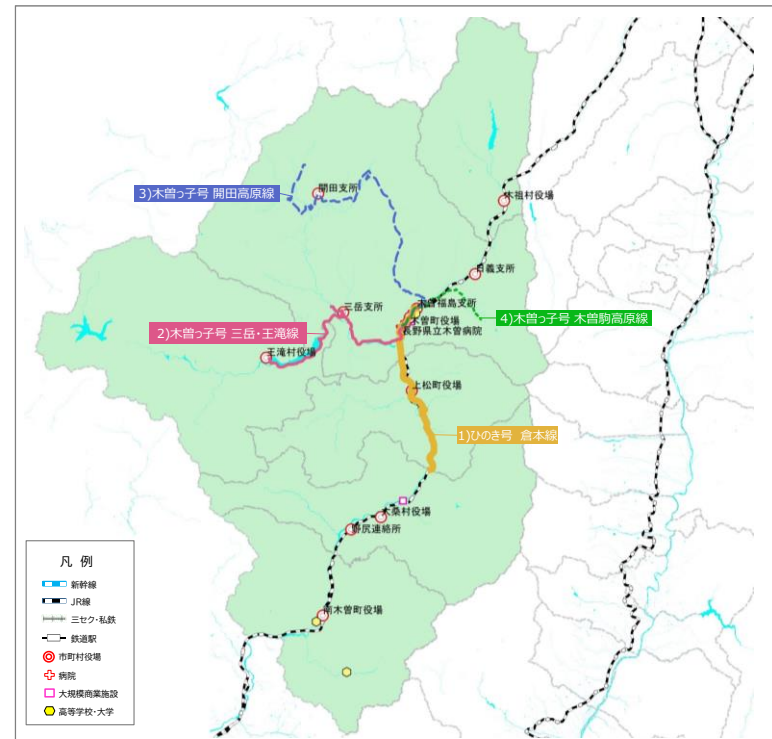 開田支所
3)木曽っ子号 開田高原線
木祖村役場
日義支所
木曽福島支所
三岳支所
木曽町役場
4)木曽っ子号 木曽駒高原線
長野県立木曽病院
2)木曽っ子号 三岳・王滝線
王滝村役場
上松町役場
1)ひのき号 倉本線
大桑村役場
野尻連絡所
南木曽町役場
凡 例
新幹線
JR線
三セク・私鉄
鉄道駅
市町村役場
病院
大規模商業施設
高等学校・大学